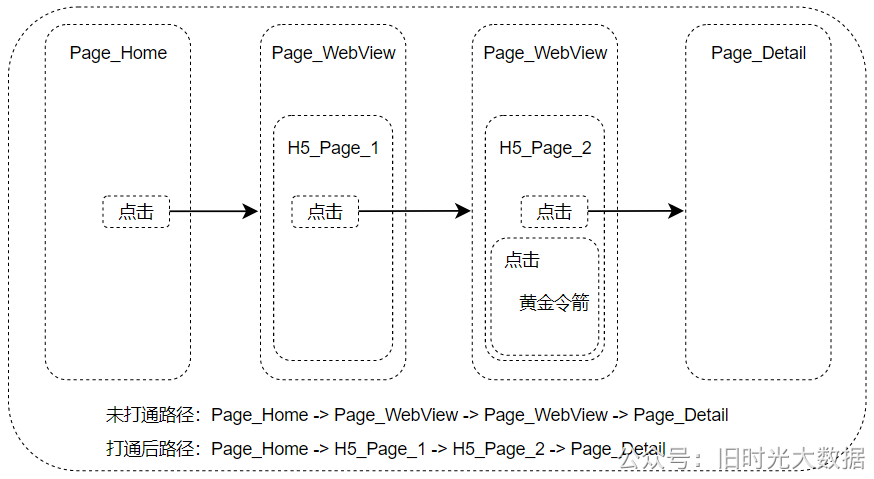 Page_Home
Page_WebView
Page_WebView
Page_Detail
H5_Page_1
H5_Page_2
点击
点击
点击
点击
黄金令箭
未打通路径：Page_Home -> Page_WebView -> Page_WebView -> Page_Detail
打通后路径：Page_Home -> H5_Page_1 -> H5_Page_2 -> Page_Detail
公众号：旧时光大数据